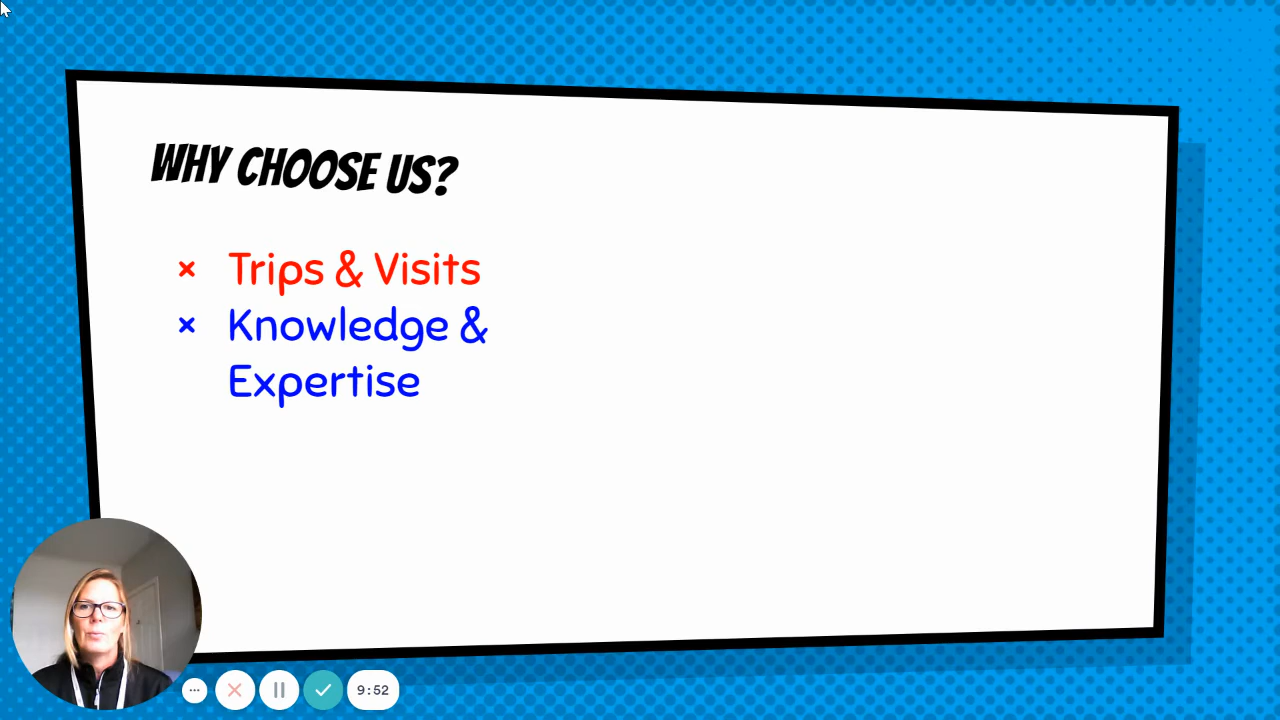 WHY CHOOSE US?
× Trips & Visits
× Knowledge &
Expertise
9:52